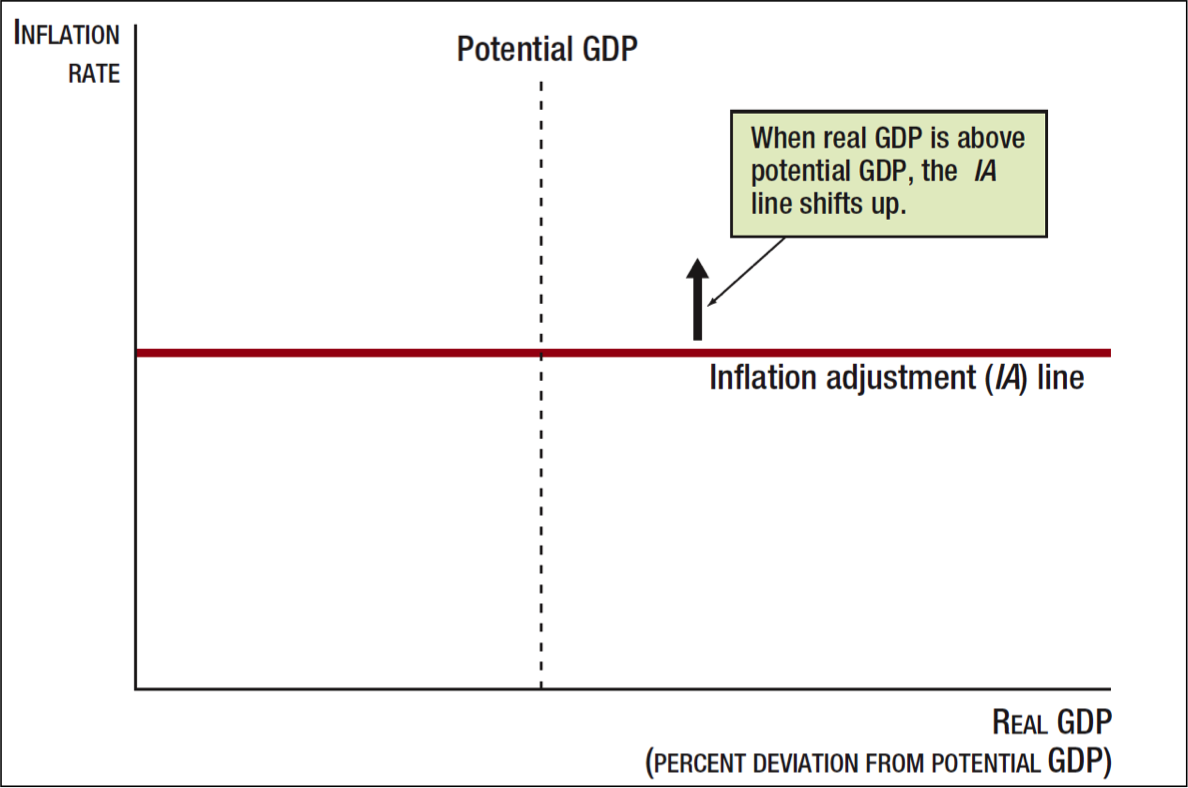 INFLATION
RATE
Potential GDP
When real GDP is above
potential GDP, the IA
line shifts up.
Inflation adjustment (IA) line
REAL GDP
(PERCENT DEVIATION FROM POTENTIAL GDP)